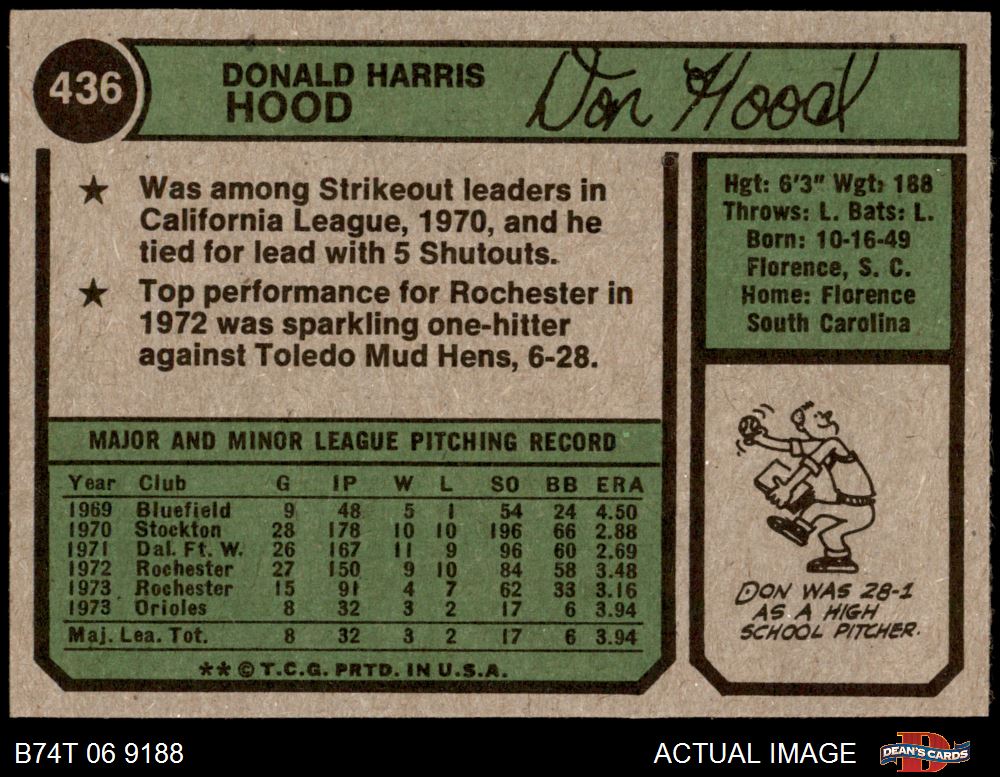 436
DONALD HARRIS
HOOD
Don Hood
★ Was among Strikeout leaders in
California League, 1970, and he
tied for lead with 5 Shutouts.
★ Top performance for Rochester in
1972 was sparkling one-hitter
against Toledo Mud Hens, 6-28.
Hgt: 6'3" Wgt: 188
Throws: L. Bats: L.
Born: 10-16-49
Florence, S. C.
Home: Florence
South Carolina
MAJOR AND MINOR LEAGUE PITCHING RECORD
Year Club G IP W L SO BB ERA
1969 Bluefield 9 48 5 1 54 24 4.50
1970 Stockton 28 178 10 10 196 66 2.88
1971 Dal. Ft. W. 26 167 11 9 96 60 2.69
1972 Rochester 27 150 9 10 84 58 3.48
1973 Rochester 15 91 4 7 62 33 3.16
1973 Orioles 8 32 3 2 17 6 3.94
Maj. Lea. Tot. 8 32 3 2 17 6 3.94
** © T.C.G. PRTD. IN U.S.A.
DON WAS 28-1
AS A HIGH
SCHOOL PITCHER.
B74T 06 9188
ACTUAL IMAGE
DEAN'S CARDS